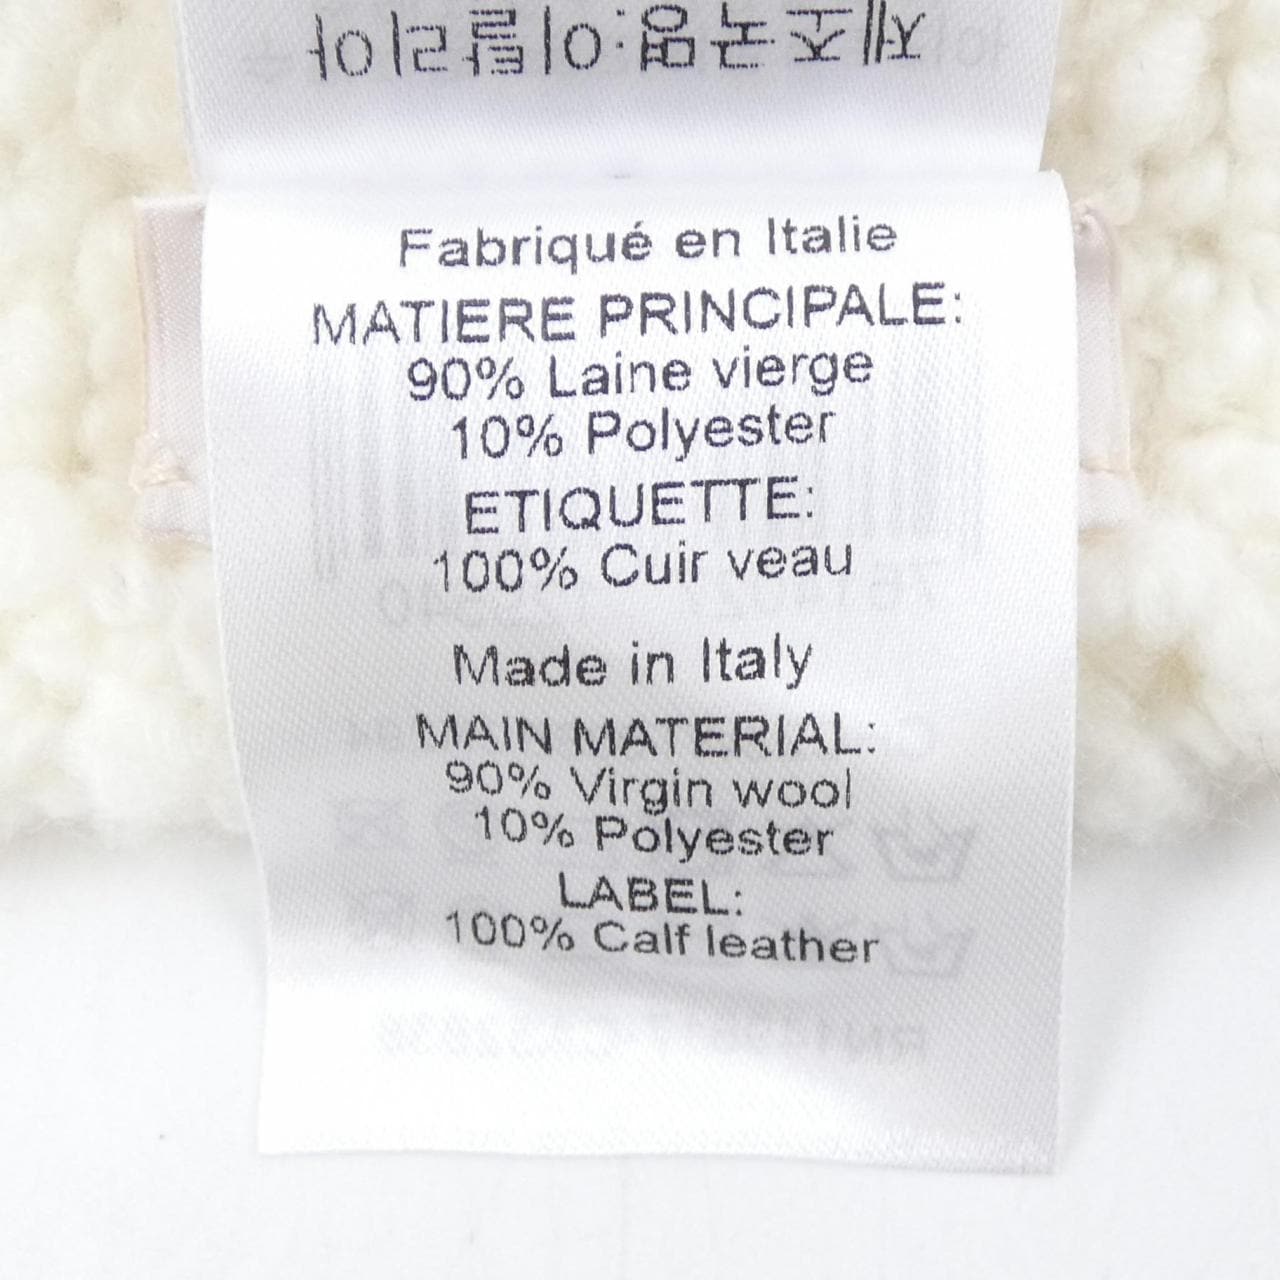 Fabriqué en Italie
MATIERE PRINCIPALE:
90% Laine vierge
10% Polyester
ETIQUETTE:
100% Cuir veau
Made in Italy
MAIN MATERIAL:
90% Virgin wool
10% Polyester
LABEL:
100% Calf leather